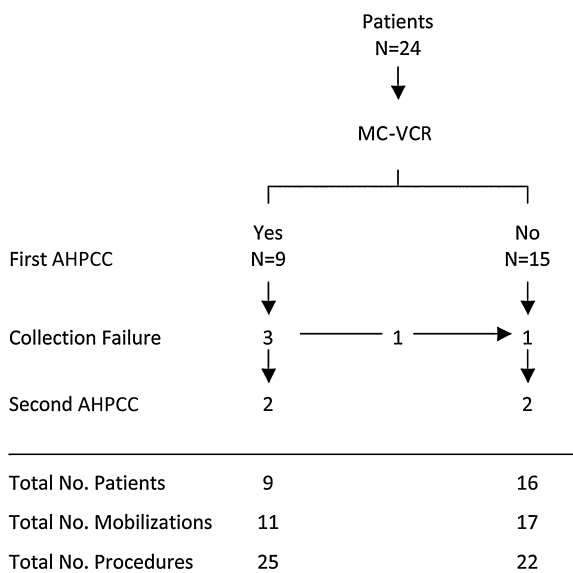 Patients
N=24
MC-VCR
Yes No
First AHPCC N=9 N=15
Collection Failure 3 1 1
Second AHPCC 2 2
Total No. Patients 9 16
Total No. Mobilizations 11 17
Total No. Procedures 25 22